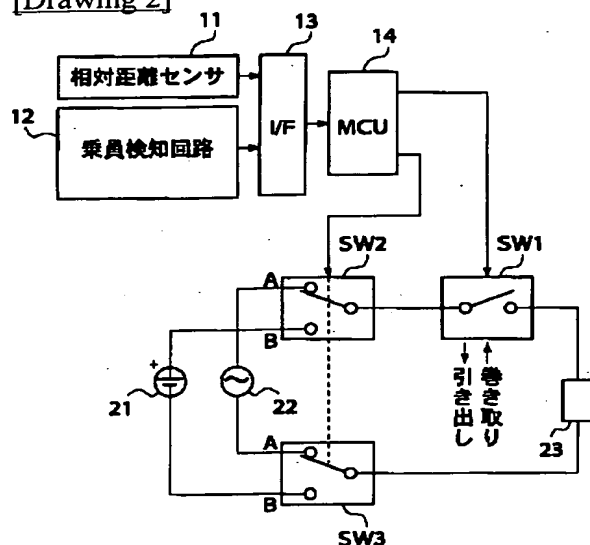 [Drawing 2]
11
13
14
相対距離センサ
12
乗員検知回路
I/F
MCU
SW2
SW1
A
B
+
21
22
引き出し
巻き取り
23
A
B
SW3